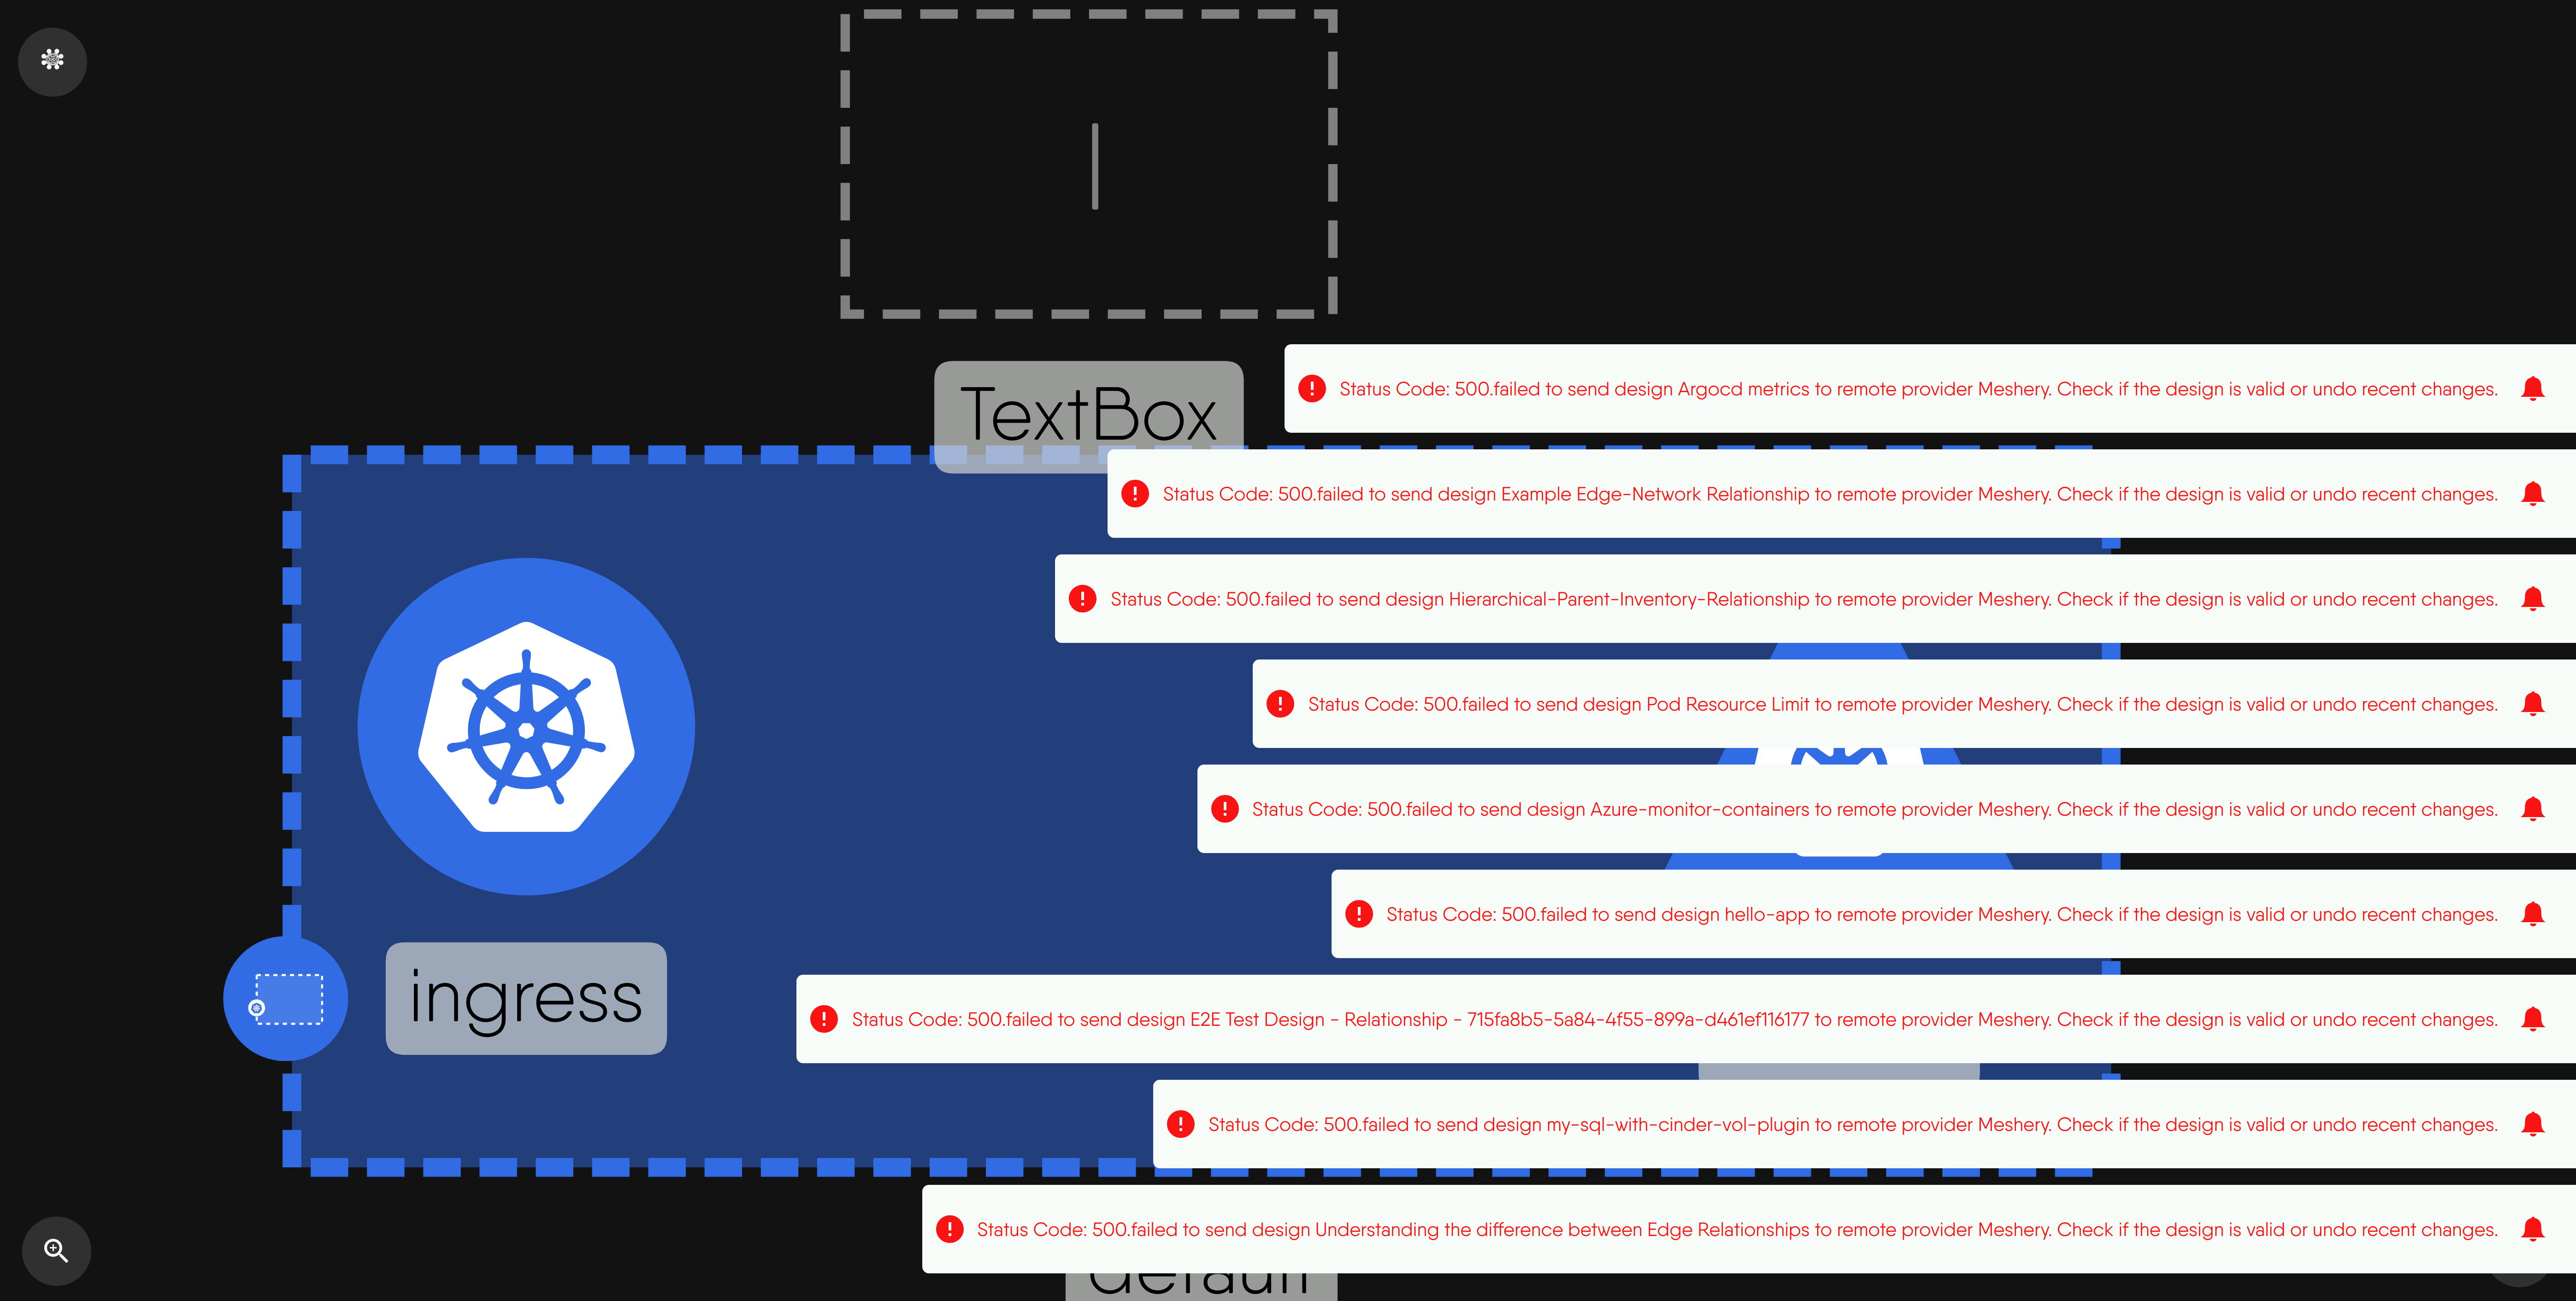 TextBox
Status Code: 500.failed to send design Argocd metrics to remote provider Meshery. Check if the design is valid or undo recent changes.
Status Code: 500.failed to send design Example Edge-Network Relationship to remote provider Meshery. Check if the design is valid or undo recent changes.
Status Code: 500.failed to send design Hierarchical-Parent-Inventory-Relationship to remote provider Meshery. Check if the design is valid or undo recent changes.
Status Code: 500.failed to send design Pod Resource Limit to remote provider Meshery. Check if the design is valid or undo recent changes.
Status Code: 500.failed to send design Azure-monitor-containers to remote provider Meshery. Check if the design is valid or undo recent changes.
Status Code: 500.failed to send design hello-app to remote provider Meshery. Check if the design is valid or undo recent changes.
ingress
Status Code: 500.failed to send design E2E Test Design - Relationship - 715fa8b5-5a84-4f55-899a-d461ef116177 to remote provider Meshery. Check if the design is valid or undo recent changes.
Status Code: 500.failed to send design my-sql-with-cinder-vol-plugin to remote provider Meshery. Check if the design is valid or undo recent changes.
Status Code: 500.failed to send design Understanding the difference between Edge Relationships to remote provider Meshery. Check if the design is valid or undo recent changes.
default